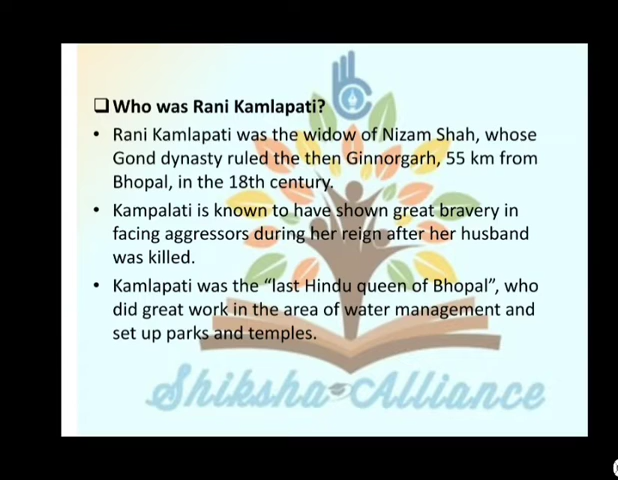 ❑ Who was Rani Kamlapati?
• Rani Kamlapati was the widow of Nizam Shah, whose
Gond dynasty ruled the then Ginnorgarh, 55 km from
Bhopal, in the 18th century.
• Kampalati is known to have shown great bravery in
facing aggressors during her reign after her husband
was killed.
• Kamlapati was the “last Hindu queen of Bhopal”, who
did great work in the area of water management and
set up parks and temples.
Shiksha Alliance